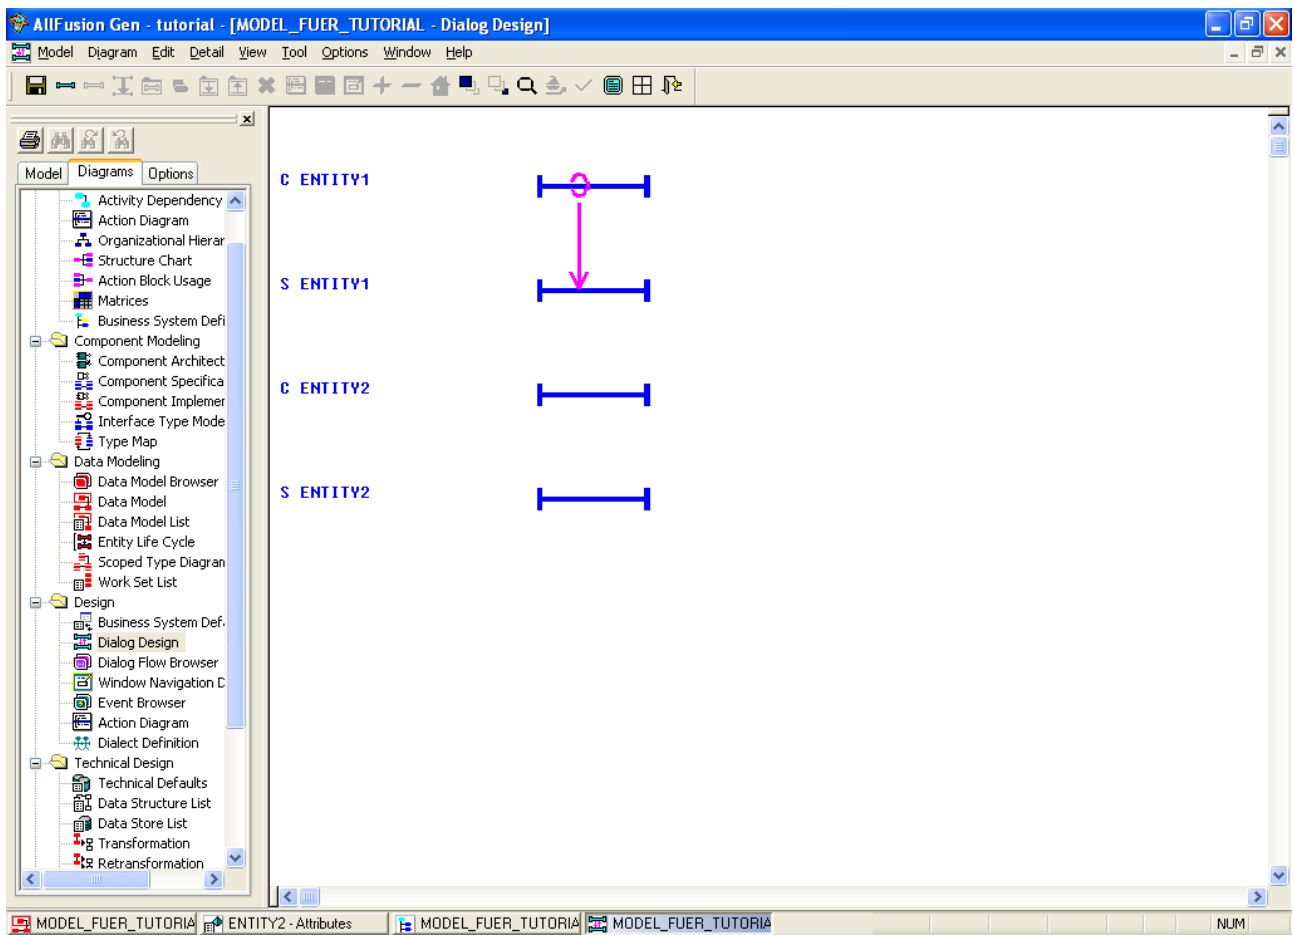 AllFusion Gen - tutorial - [MODEL_FUER_TUTORIAL - Dialog Design]
Model Diagram Edit Detail View Tool Options Window Help
Model Diagrams Options
Activity Dependency
Action Diagram
Organizational Hierar
Structure Chart
Action Block Usage
Matrices
Business System Defi
Component Modeling
Component Architect
Component Specifica
Component Implemer
Interface Type Mode
Type Map
Data Modeling
Data Model Browser
Data Model
Data Model List
Entity Life Cycle
Scoped Type Diagran
Work Set List
Design
Business System Def
Dialog Design
Dialog Flow Browser
Window Navigation D
Event Browser
Action Diagram
Dialect Definition
Technical Design
Technical Defaults
Data Structure List
Data Store List
Transformation
Retransformation
C ENTITY1
S ENTITY1
C ENTITY2
S ENTITY2
MODEL_FUER_TUTORIA ENTITY2 - Attributes MODEL_FUER_TUTORIA MODEL_FUER_TUTORIA NUM